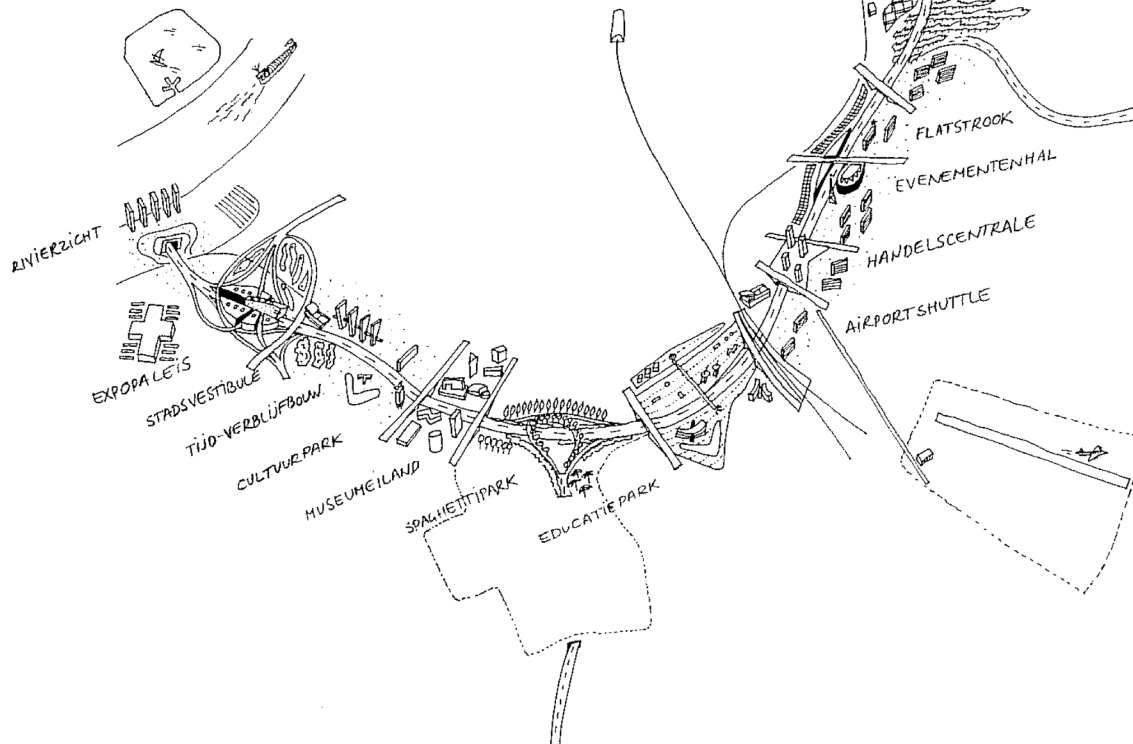 RIVIERZICHT
EXPOPALEIS
STADSVESTIBULE
TIJD-VERBLIJFBOUW
CULTUURPARK
MUSEUMEILAND
SPAGHETTIPARK
EDUCATIEPARK
AIRPORTSHUTTLE
HANDELSCENTRALE
EVENEMENTENHAL
FLATSTROOK